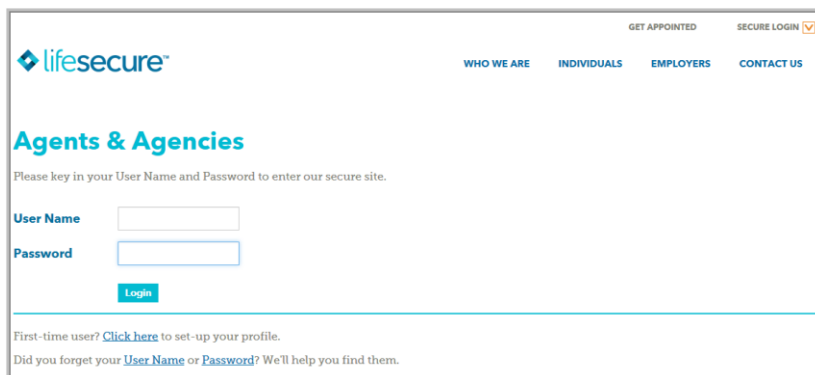 GET APPOINTED SECURE LOGIN
lifesecure™
WHO WE ARE INDIVIDUALS EMPLOYERS CONTACT US
Agents & Agencies
Please key in your User Name and Password to enter our secure site.
User Name
Password
Login
First-time user? Click here to set-up your profile.
Did you forget your User Name or Password? We'll help you find them.